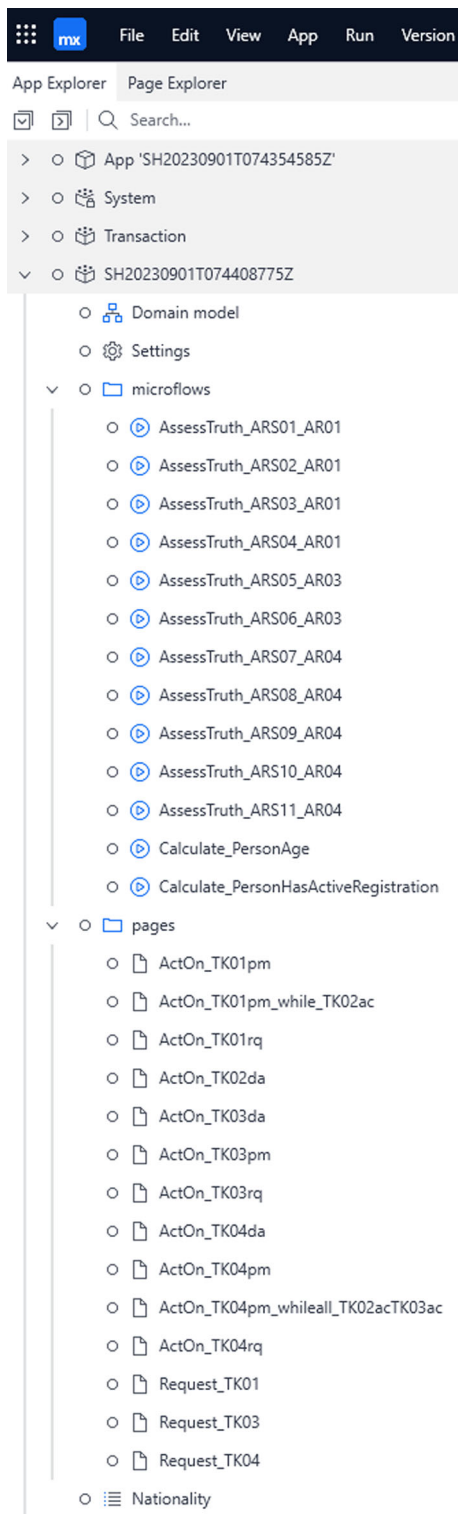 mx File Edit View App Run Version
App Explorer Page Explorer
Search...
App 'SH20230901T074354585Z'
System
Transaction
SH20230901T074408775Z
Domain model
Settings
microflows
AssessTruth_ARS01_AR01
AssessTruth_ARS02_AR01
AssessTruth_ARS03_AR01
AssessTruth_ARS04_AR01
AssessTruth_ARS05_AR03
AssessTruth_ARS06_AR03
AssessTruth_ARS07_AR04
AssessTruth_ARS08_AR04
AssessTruth_ARS09_AR04
AssessTruth_ARS10_AR04
AssessTruth_ARS11_AR04
Calculate_PersonAge
Calculate_PersonHasActiveRegistration
pages
ActOn_TK01pm
ActOn_TK01pm_while_TK02ac
ActOn_TK01rq
ActOn_TK02da
ActOn_TK03da
ActOn_TK03pm
ActOn_TK03rq
ActOn_TK04da
ActOn_TK04pm
ActOn_TK04pm_whileall_TK02acTK03ac
ActOn_TK04rq
Request_TK01
Request_TK03
Request_TK04
Nationality